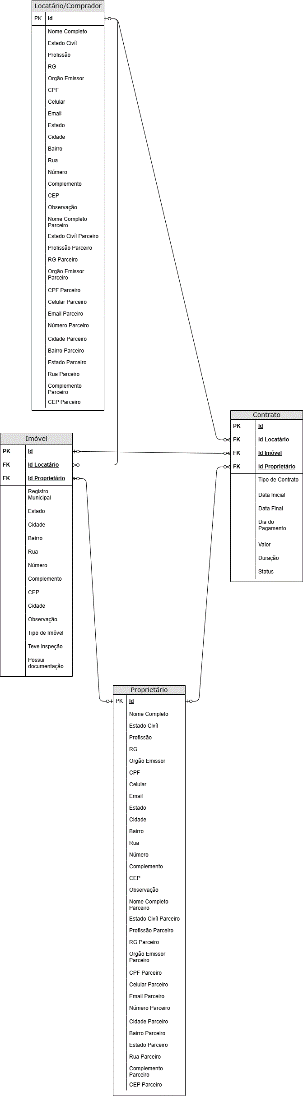 Locatário/Comprador
PK Id
Nome Completo
Estado Civil
Profissão
RG
Orgão Emissor
CPF
Celular
Email
Estado
Cidade
Bairro
Rua
Número
Complemento
CEP
Observação
Nome Completo
Parceiro
Estado Civil Parceiro
Profissão Parceiro
RG Parceiro
Orgão Emissor
Parceiro
CPF Parceiro
Celular Parceiro
Email Parceiro
Número Parceiro
Cidade Parceiro
Bairro Parceiro
Estado Parceiro
Rua Parceiro
Complemento
Parceiro
CEP Parceiro
Contrato
PK Id
FK Id Locatário
FK Id Imóvel
FK Id Proprietário
Tipo de Contrato
Data Inicial
Data Final
Dia do
Pagamento
Valor
Duração
Status
Imóvel
PK Id
FK Id Locatário
FK Id Proprietário
Registro
Municipal
Estado
Cidade
Bairro
Rua
Número
Complemento
CEP
Cidade
Observação
Tipo de Imóvel
Teve Inspeção
Possui
documentação
Proprietário
PK Id
Nome Completo
Estado Civil
Profissão
RG
Orgão Emissor
CPF
Celular
Email
Estado
Cidade
Bairro
Rua
Número
Complemento
CEP
Observação
Nome Completo
Parceiro
Estado Civil Parceiro
Profissão Parceiro
RG Parceiro
Orgão Emissor
Parceiro
CPF Parceiro
Celular Parceiro
Email Parceiro
Número Parceiro
Cidade Parceiro
Bairro Parceiro
Estado Parceiro
Rua Parceiro
Complemento
Parceiro
CEP Parceiro